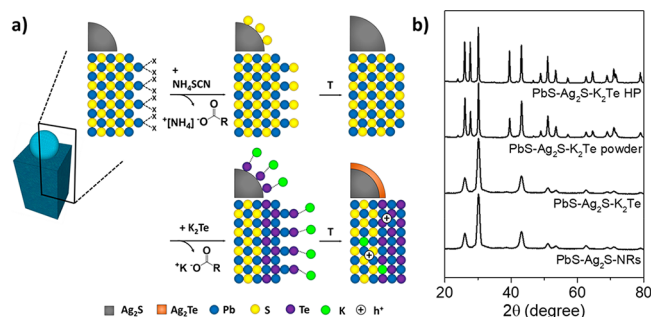 a)
X
X
X
X
X
X
+
NH₄SCN
⁺[NH₄] ⁻O R
O
T
+ K₂Te
⁺K ⁻O R
O
T
Ag₂S
Ag₂Te
Pb
S
Te
K
h⁺
b)
PbS-Ag₂S-K₂Te HP
PbS-Ag₂S-K₂Te powder
PbS-Ag₂S-K₂Te
PbS-Ag₂S-NRs
20 30 40 50 60 70 80
2θ (degree)